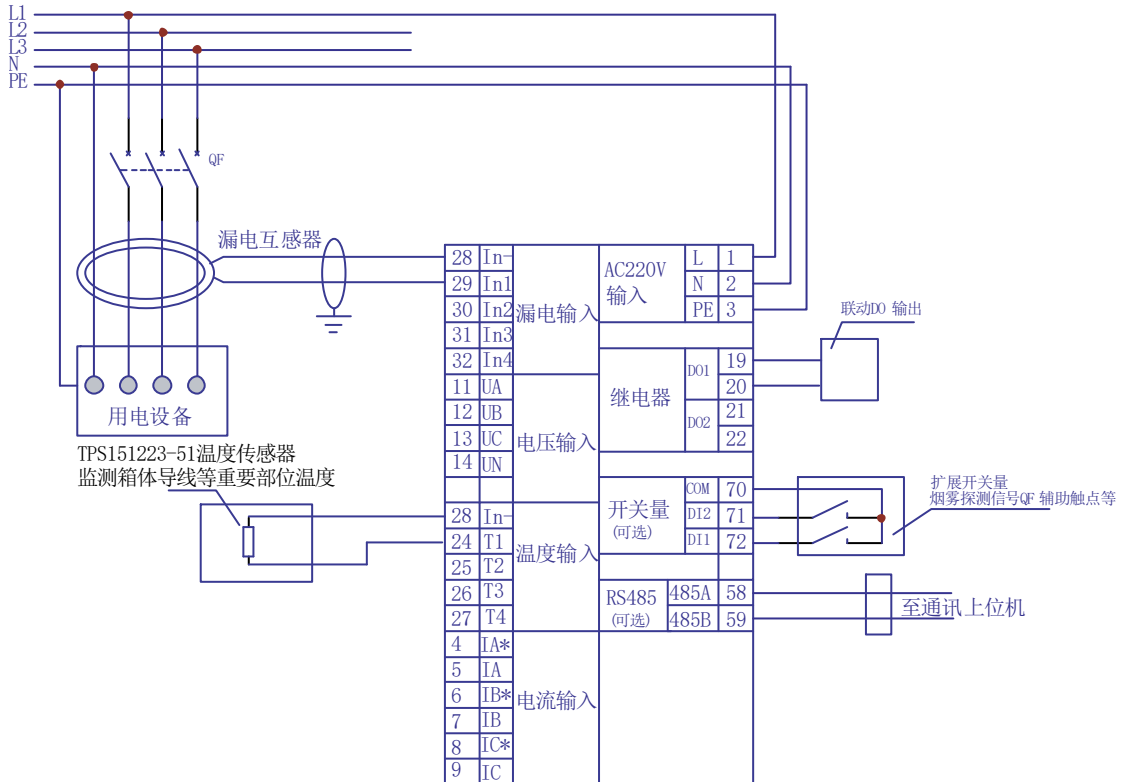 L1
L2
L3
N
PE
QF
漏电互感器
用电设备
TPS151223-51温度传感器
监测箱体导线等重要部位温度
28 In- 漏电输入
29 In1
30 In2
31 In3
32 In4
11 UA 电压输入
12 UB
13 UC
14 UN
28 In- 温度输入
24 T1
25 T2
26 T3
27 T4
4 IA* 电流输入
5 IA
6 IB*
7 IB
8 IC*
9 IC
AC220V
输入
L 1
N 2
PE 3
继电器
DO1 19
20
DO2 21
22
开关量
(可选)
COM 70
DI2 71
DI1 72
RS485
(可选)
485A 58
485B 59
联动DO 输出
扩展开关量
烟雾探测信号QF 辅助触点等
至通讯上位机